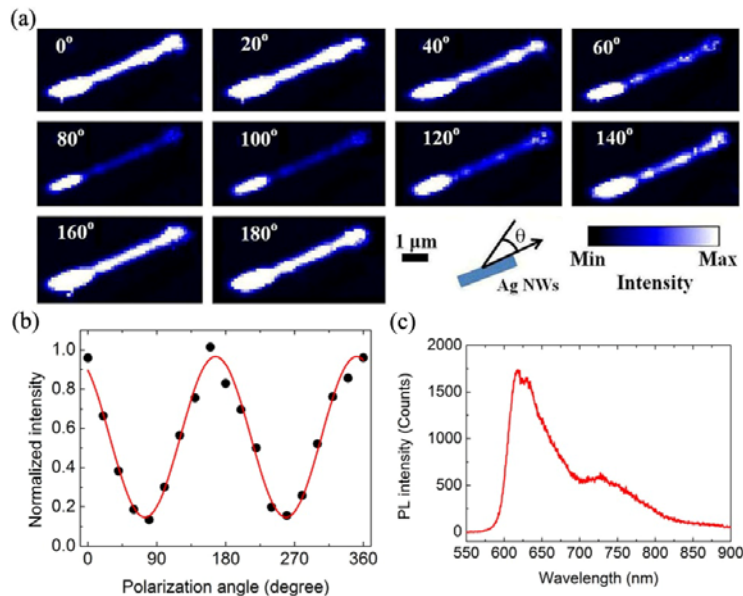 (a)
0°
20°
40°
60°
80°
100°
120°
140°
160°
180°
1 μm
θ
Ag NWs
Min Max
Intensity
(b)
Normalized intensity
1.0
0.8
0.6
0.4
0.2
0.0
0 90 180 270 360
Polarization angle (degree)
(c)
PL intensity (Counts)
2000
1500
1000
500
0
550 600 650 700 750 800 850 900
Wavelength (nm)